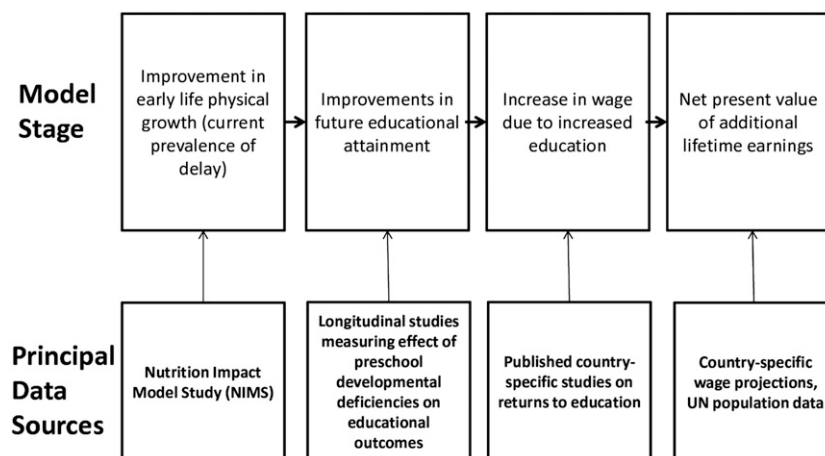 Model
Stage
Improvement in
early life physical
growth (current
prevalence of
delay)
Improvements in
future educational
attainment
Increase in wage
due to increased
education
Net present value
of additional
lifetime earnings
Principal
Data
Sources
Nutrition Impact
Model Study (NIMS)
Longitudinal studies
measuring effect of
preschool
developmental
deficiencies on
educational
outcomes
Published country-
specific studies on
returns to education
Country-specific
wage projections,
UN population data